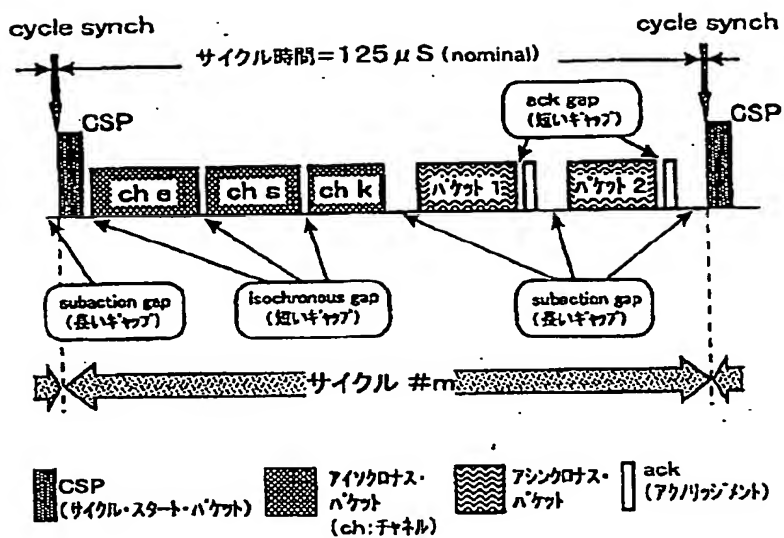 cycle synch
cycle synch
サイクル時間=125μS (nominal)
CSP
ack gap
(短いギャップ)
CSP
ch e
ch s
ch k
パケット 1
パケット 2
subaction gap
(長いギャップ)
isochronous gap
(短いギャップ)
subaction gap
(長いギャップ)
サイクル #m
CSP
(サイクル・スタート・パケット)
アイソクロナス・
パケット
(ch:チャネル)
アシンクロナス・
パケット
ack
(アクノリッジメント)